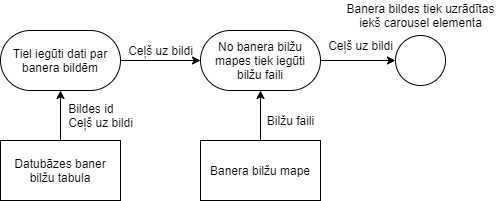 Banera bildes tiek uzrādītas
iekš carousel elementa
Tiel iegūti dati par
banera bildēm
Ceļš uz bildi
No banera bilžu
mapes tiek iegūti
bilžu faili
Ceļš uz bildi
Bildes id
Ceļš uz bildi
Bilžu faili
Datubāzes baner
bilžu tabula
Banera bilžu mape